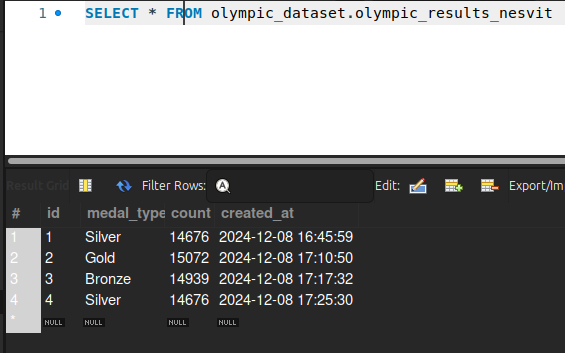 1 SELECT * FROM olympic_dataset.olympic_results_nesvit
Result Grid Filter Rows: A Edit: Export/Im
# id medal_type count created_at
1 1 Silver 14676 2024-12-08 16:45:59
2 2 Gold 15072 2024-12-08 17:10:50
3 3 Bronze 14939 2024-12-08 17:17:32
4 4 Silver 14676 2024-12-08 17:25:30
* NULL NULL NULL NULL